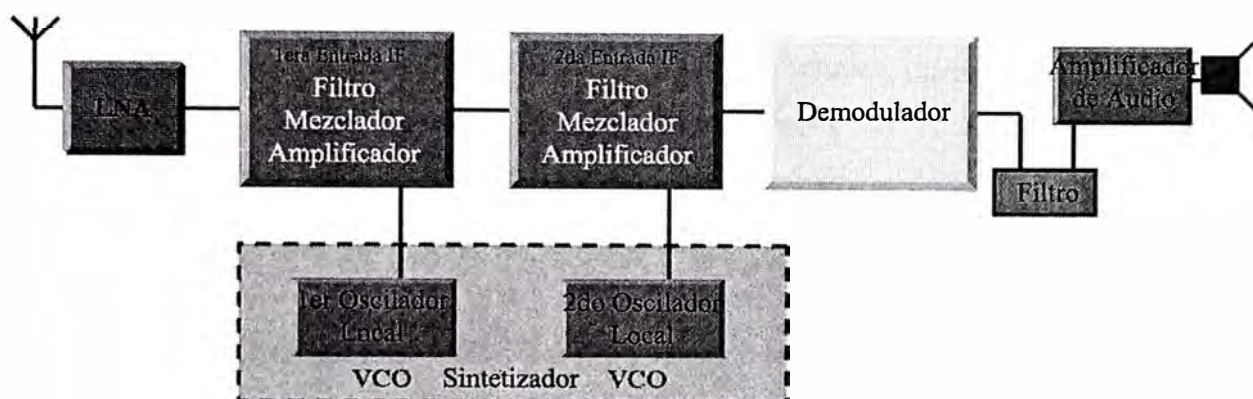 LNA
1era Entrada IF
Filtro
Mezclador
Amplificador
2da Entrada IF
Filtro
Mezclador
Amplificador
Demodulador
Filtro
Amplificador
de Audio
1er Oscilador
Local
2do Oscilador
Local
VCO Sintetizador VCO